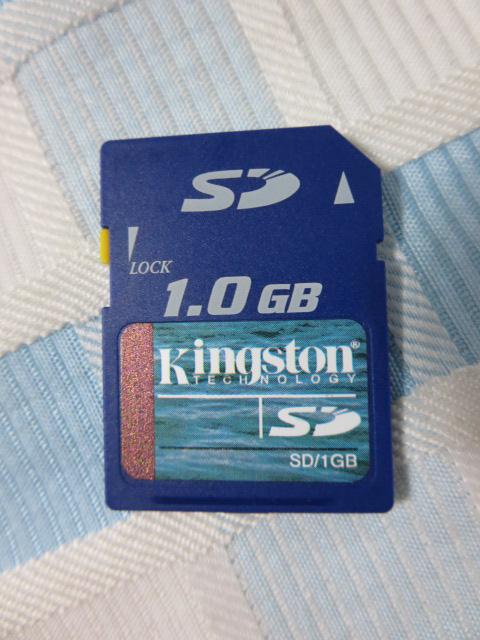 SD
LOCK
1.0 GB
Kingston®
TECHNOLOGY
SD
SD/1GB